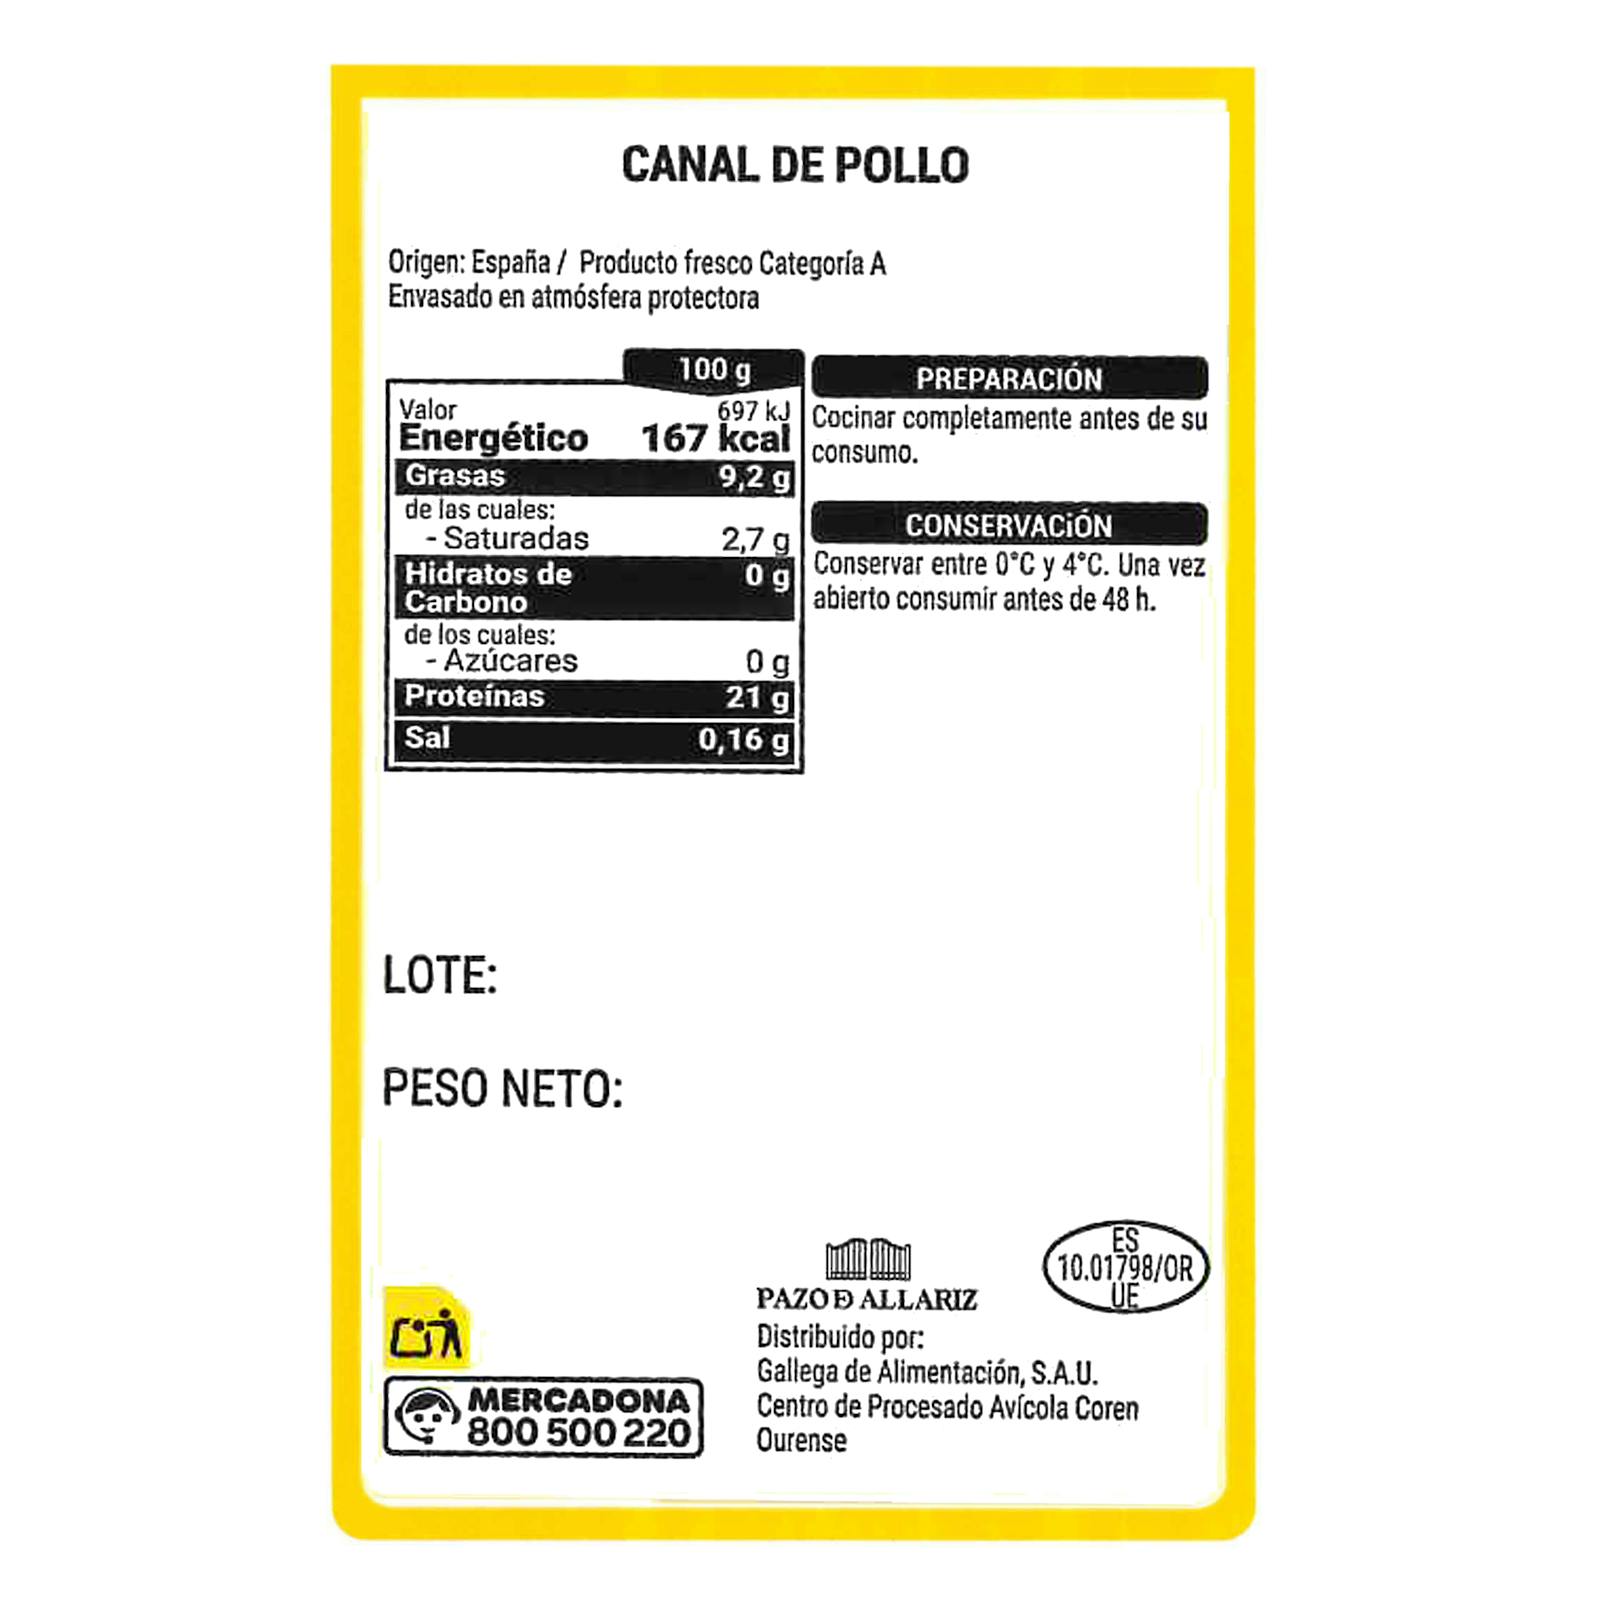 CANAL DE POLLO
Origen: España / Producto fresco Categoría A
Envasado en atmósfera protectora
100 g
Valor 697 kJ
Energético 167 kcal
Grasas 9,2 g
de las cuales:
- Saturadas 2,7 g
Hidratos de 0 g
Carbono
de los cuales:
- Azúcares 0 g
Proteínas 21 g
Sal 0,16 g
PREPARACIÓN
Cocinar completamente antes de su
consumo.
CONSERVACiÓN
Conservar entre 0°C y 4°C. Una vez
abierto consumir antes de 48 h.
LOTE:
PESO NETO:
MERCADONA
800 500 220
PAZO DE ALLARIZ
Distribuido por:
Gallega de Alimentación, S.A.U.
Centro de Procesado Avícola Coren
Ourense
ES
10.01798/OR
UE